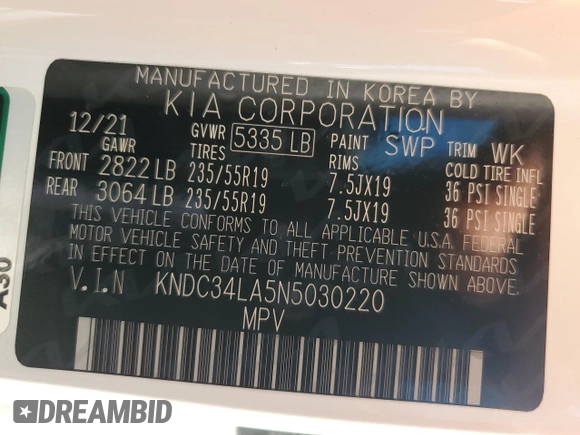 MANUFACTURED IN KOREA BY
KIA CORPORATION
12/21 GVWR 5335 LB PAINT SWP TRIM WK
GAWR TIRES RIMS COLD TIRE INFL
FRONT 2822 LB 235/55R19 7.5JX19 36 PSI SINGLE
REAR 3064 LB 235/55R19 7.5JX19 36 PSI SINGLE
THIS VEHICLE CONFORMS TO ALL APPLICABLE U.S.A. FEDERAL
MOTOR VEHICLE SAFETY AND THEFT PREVENTION STANDARDS
IN EFFECT ON THE DATE OF MANUFACTURE SHOWN ABOVE.
V.I.N KNDC34LA5N5030220
MPV
A30
DREAMBID